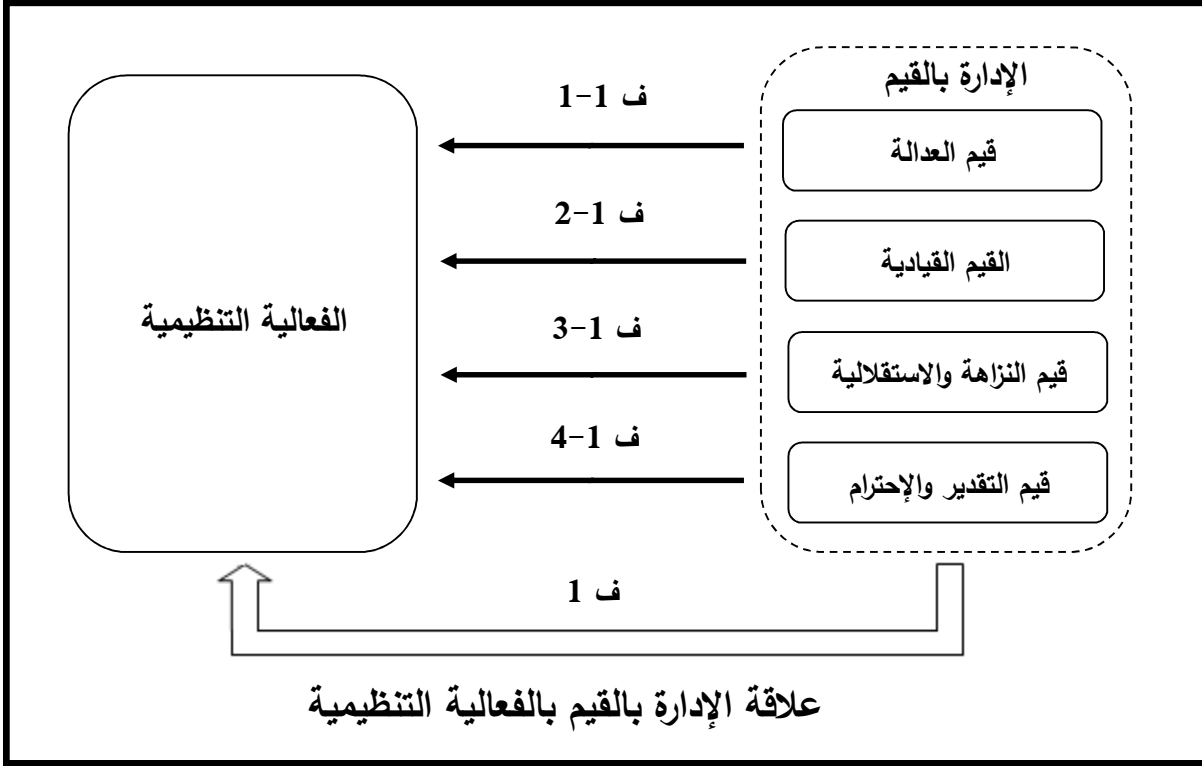 الإدارة بالقيم
ف 1-1
قيم العدالة
ف 1-2
القيم القيادية
الفعالية التنظيمية
ف 1-3
قيم النزاهة والاستقلالية
ف 1-4
قيم التقدير والإحترام
ف 1
علاقة الإدارة بالقيم بالفعالية التنظيمية